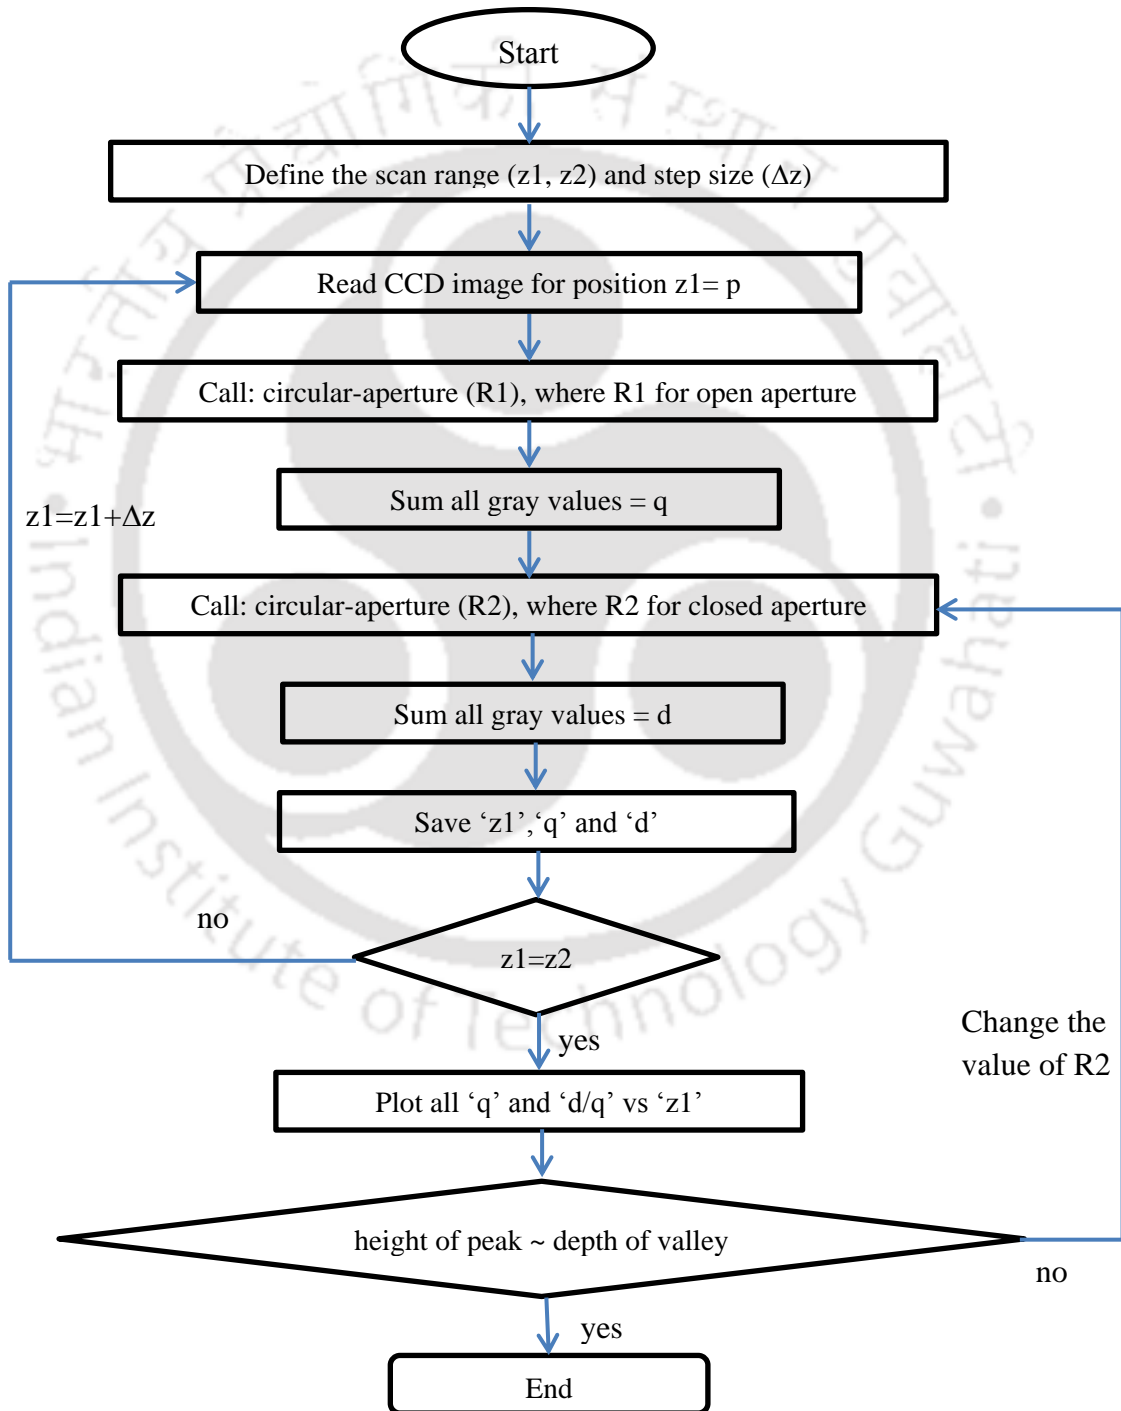 Start
Define the scan range (z1, z2) and step size (Δz)
Read CCD image for position z1= p
Call: circular-aperture (R1), where R1 for open aperture
Sum all gray values = q
z1=z1+Δz
Call: circular-aperture (R2), where R2 for closed aperture
Sum all gray values = d
Save ‘z1’,‘q’ and ‘d’
no
z1=z2
yes
Change the
value of R2
Plot all ‘q’ and ‘d/q’ vs ‘z1’
height of peak ~ depth of valley
no
yes
End
भारतीय प्रौद्योगिकी संस्थान गुवाहाटी
Indian Institute of Technology Guwahati